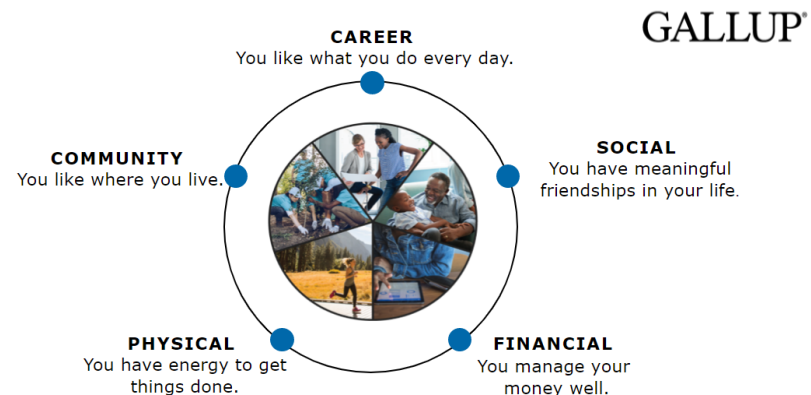 GALLUP®
CAREER
You like what you do every day.
SOCIAL
You have meaningful
friendships in your life.
FINANCIAL
You manage your
money well.
PHYSICAL
You have energy to get
things done.
COMMUNITY
You like where you live.